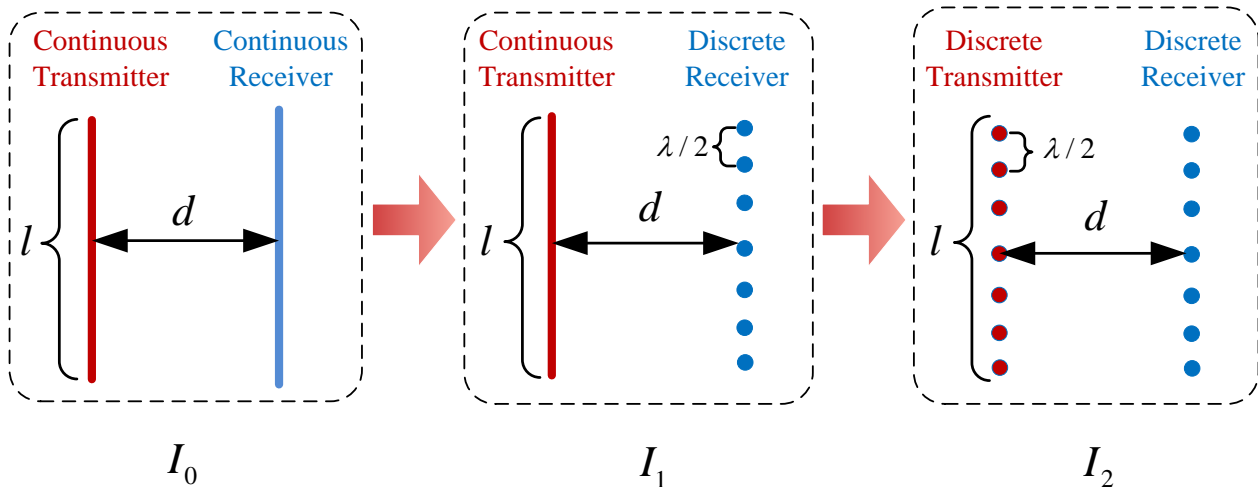 Continuous
Transmitter
Continuous
Receiver
l
d
I₀
Continuous
Transmitter
Discrete
Receiver
λ/2
l
d
I₁
Discrete
Transmitter
Discrete
Receiver
λ/2
l
d
I₂